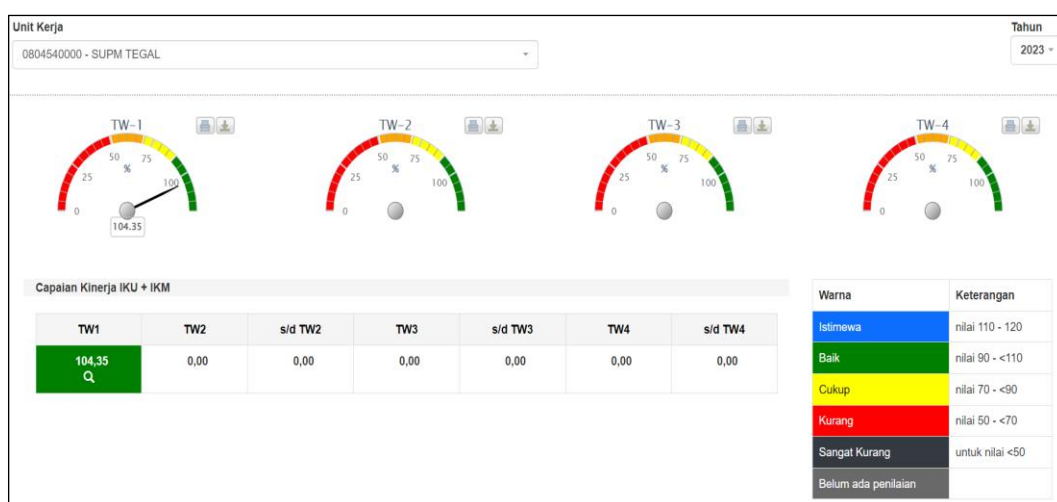 Unit Kerja
Tahun
0804540000 - SUPM TEGAL
2023
TW-1
0
25
50
75
100
%
104.35
TW-2
0
25
50
75
100
%
TW-3
0
25
50
75
100
%
TW-4
0
25
50
75
100
%
Capaian Kinerja IKU + IKM
TW1 TW2 s/d TW2 TW3 s/d TW3 TW4 s/d TW4
104,35 0,00 0,00 0,00 0,00 0,00 0,00
Warna Keterangan
Istimewa nilai 110 - 120
Baik nilai 90 - <110
Cukup nilai 70 - <90
Kurang nilai 50 - <70
Sangat Kurang untuk nilai <50
Belum ada penilaian